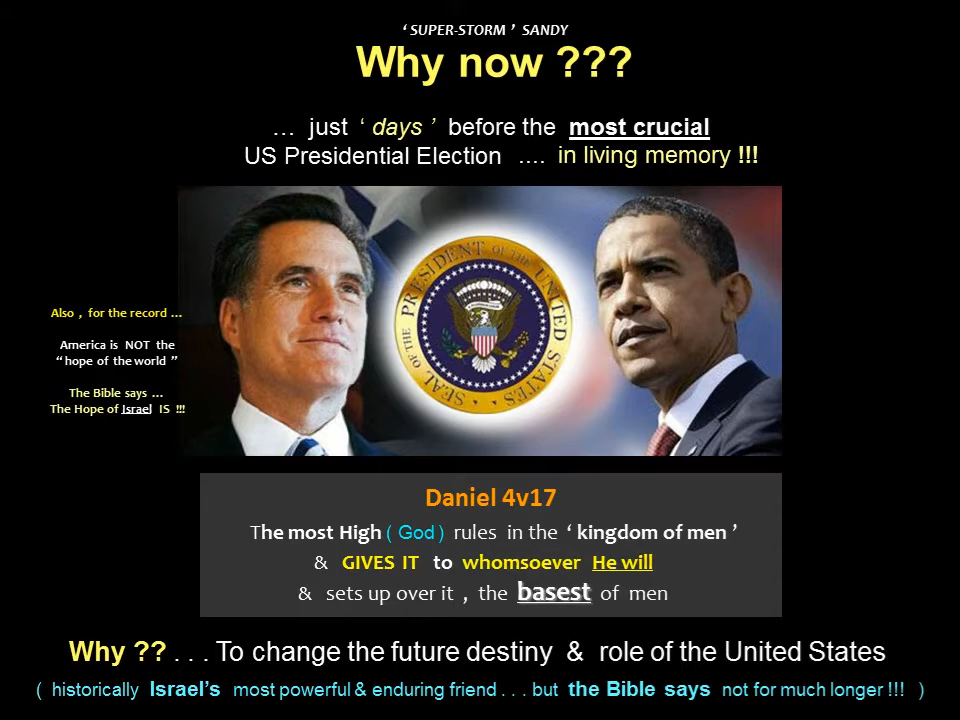 ‘ SUPER-STORM ’ SANDY
Why now ???
… just ‘ days ’ before the most crucial
US Presidential Election …. in living memory !!!
SEAL OF THE PRESIDENT OF THE UNITED STATES
Also , for the record …
America is NOT the
“ hope of the world ”
The Bible says …
The Hope of Israel IS !!!
Daniel 4v17
The most High ( God ) rules in the ‘ kingdom of men ’
& GIVES IT to whomsoever He will
& sets up over it , the basest of men
Why ?? . . . To change the future destiny & role of the United States
( historically Israel’s most powerful & enduring friend . . . but the Bible says not for much longer !!! )